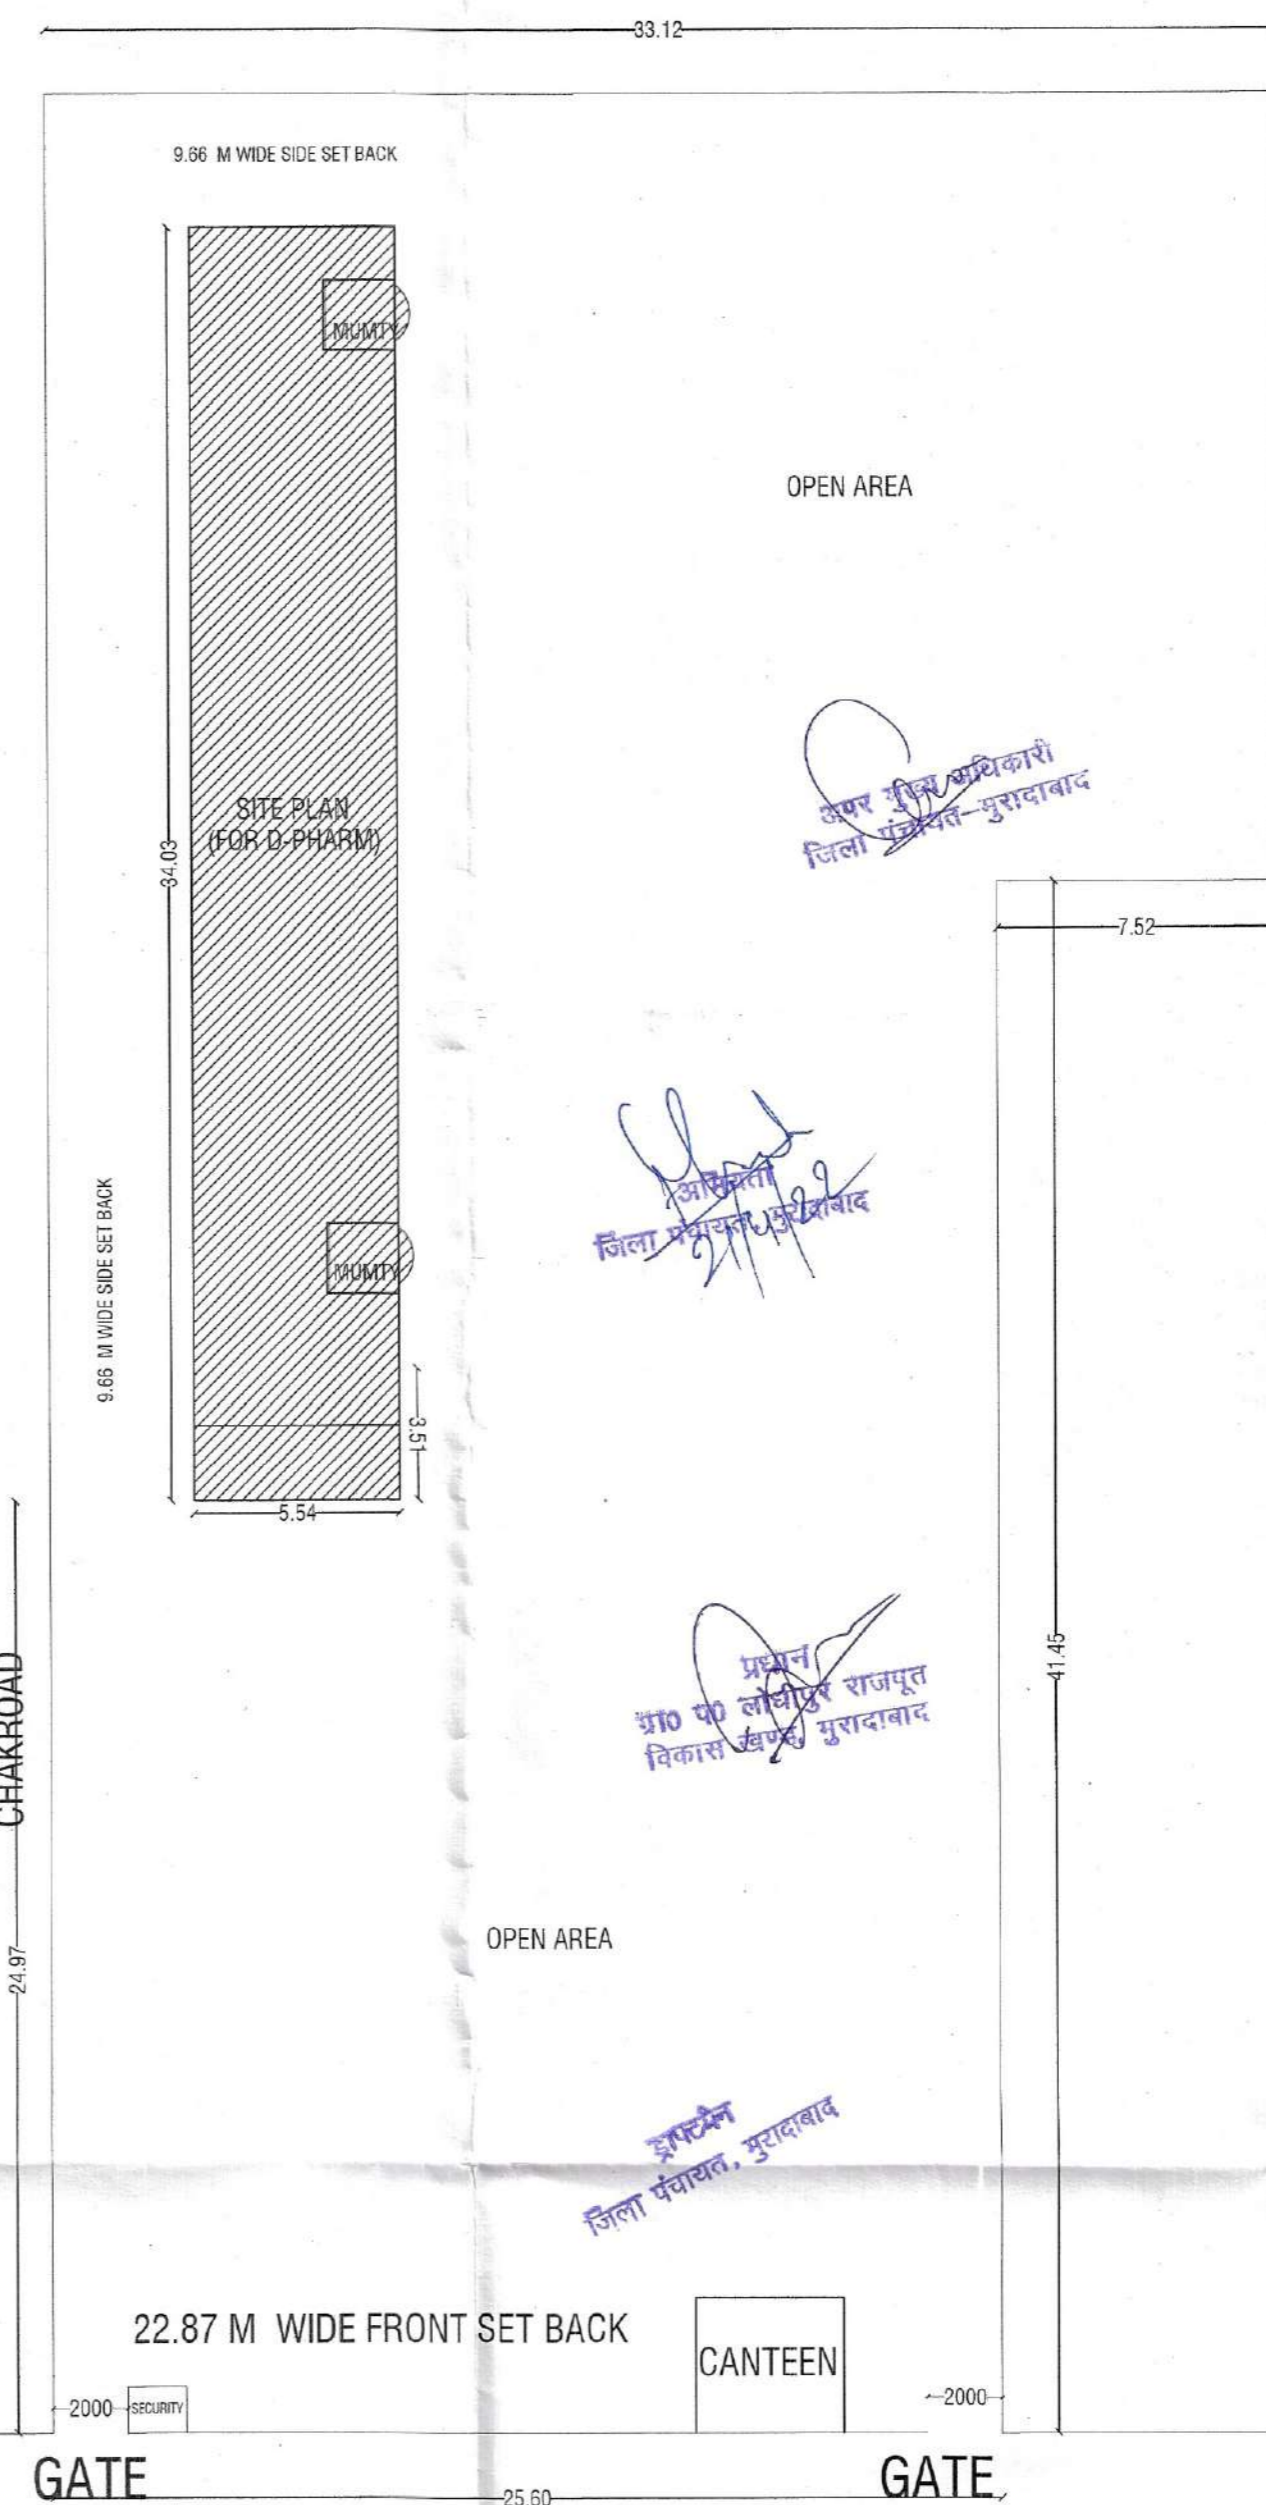 33.12
9.66 M WIDE SIDE SET BACK
MUMTY
OPEN AREA
SITE PLAN
(FOR D-PHARM)
34.03
अपर मुख्य अधिकारी
जिला पंचायत-मुरादाबाद
7.52
अभियंता
जिला पंचायत, मुरादाबाद
9.66 M WIDE SIDE SET BACK
MUMTY
3.51
5.54
प्रधान
ग्रा0 पं0 लोधीपुर राजपूत
विकास खण्ड, मुरादाबाद
41.45
CHAKROAD
24.97
OPEN AREA
ड्राफ्टमैन
जिला पंचायत, मुरादाबाद
22.87 M WIDE FRONT SET BACK
CANTEEN
2000
SECURITY
2000
GATE
GATE
25.60